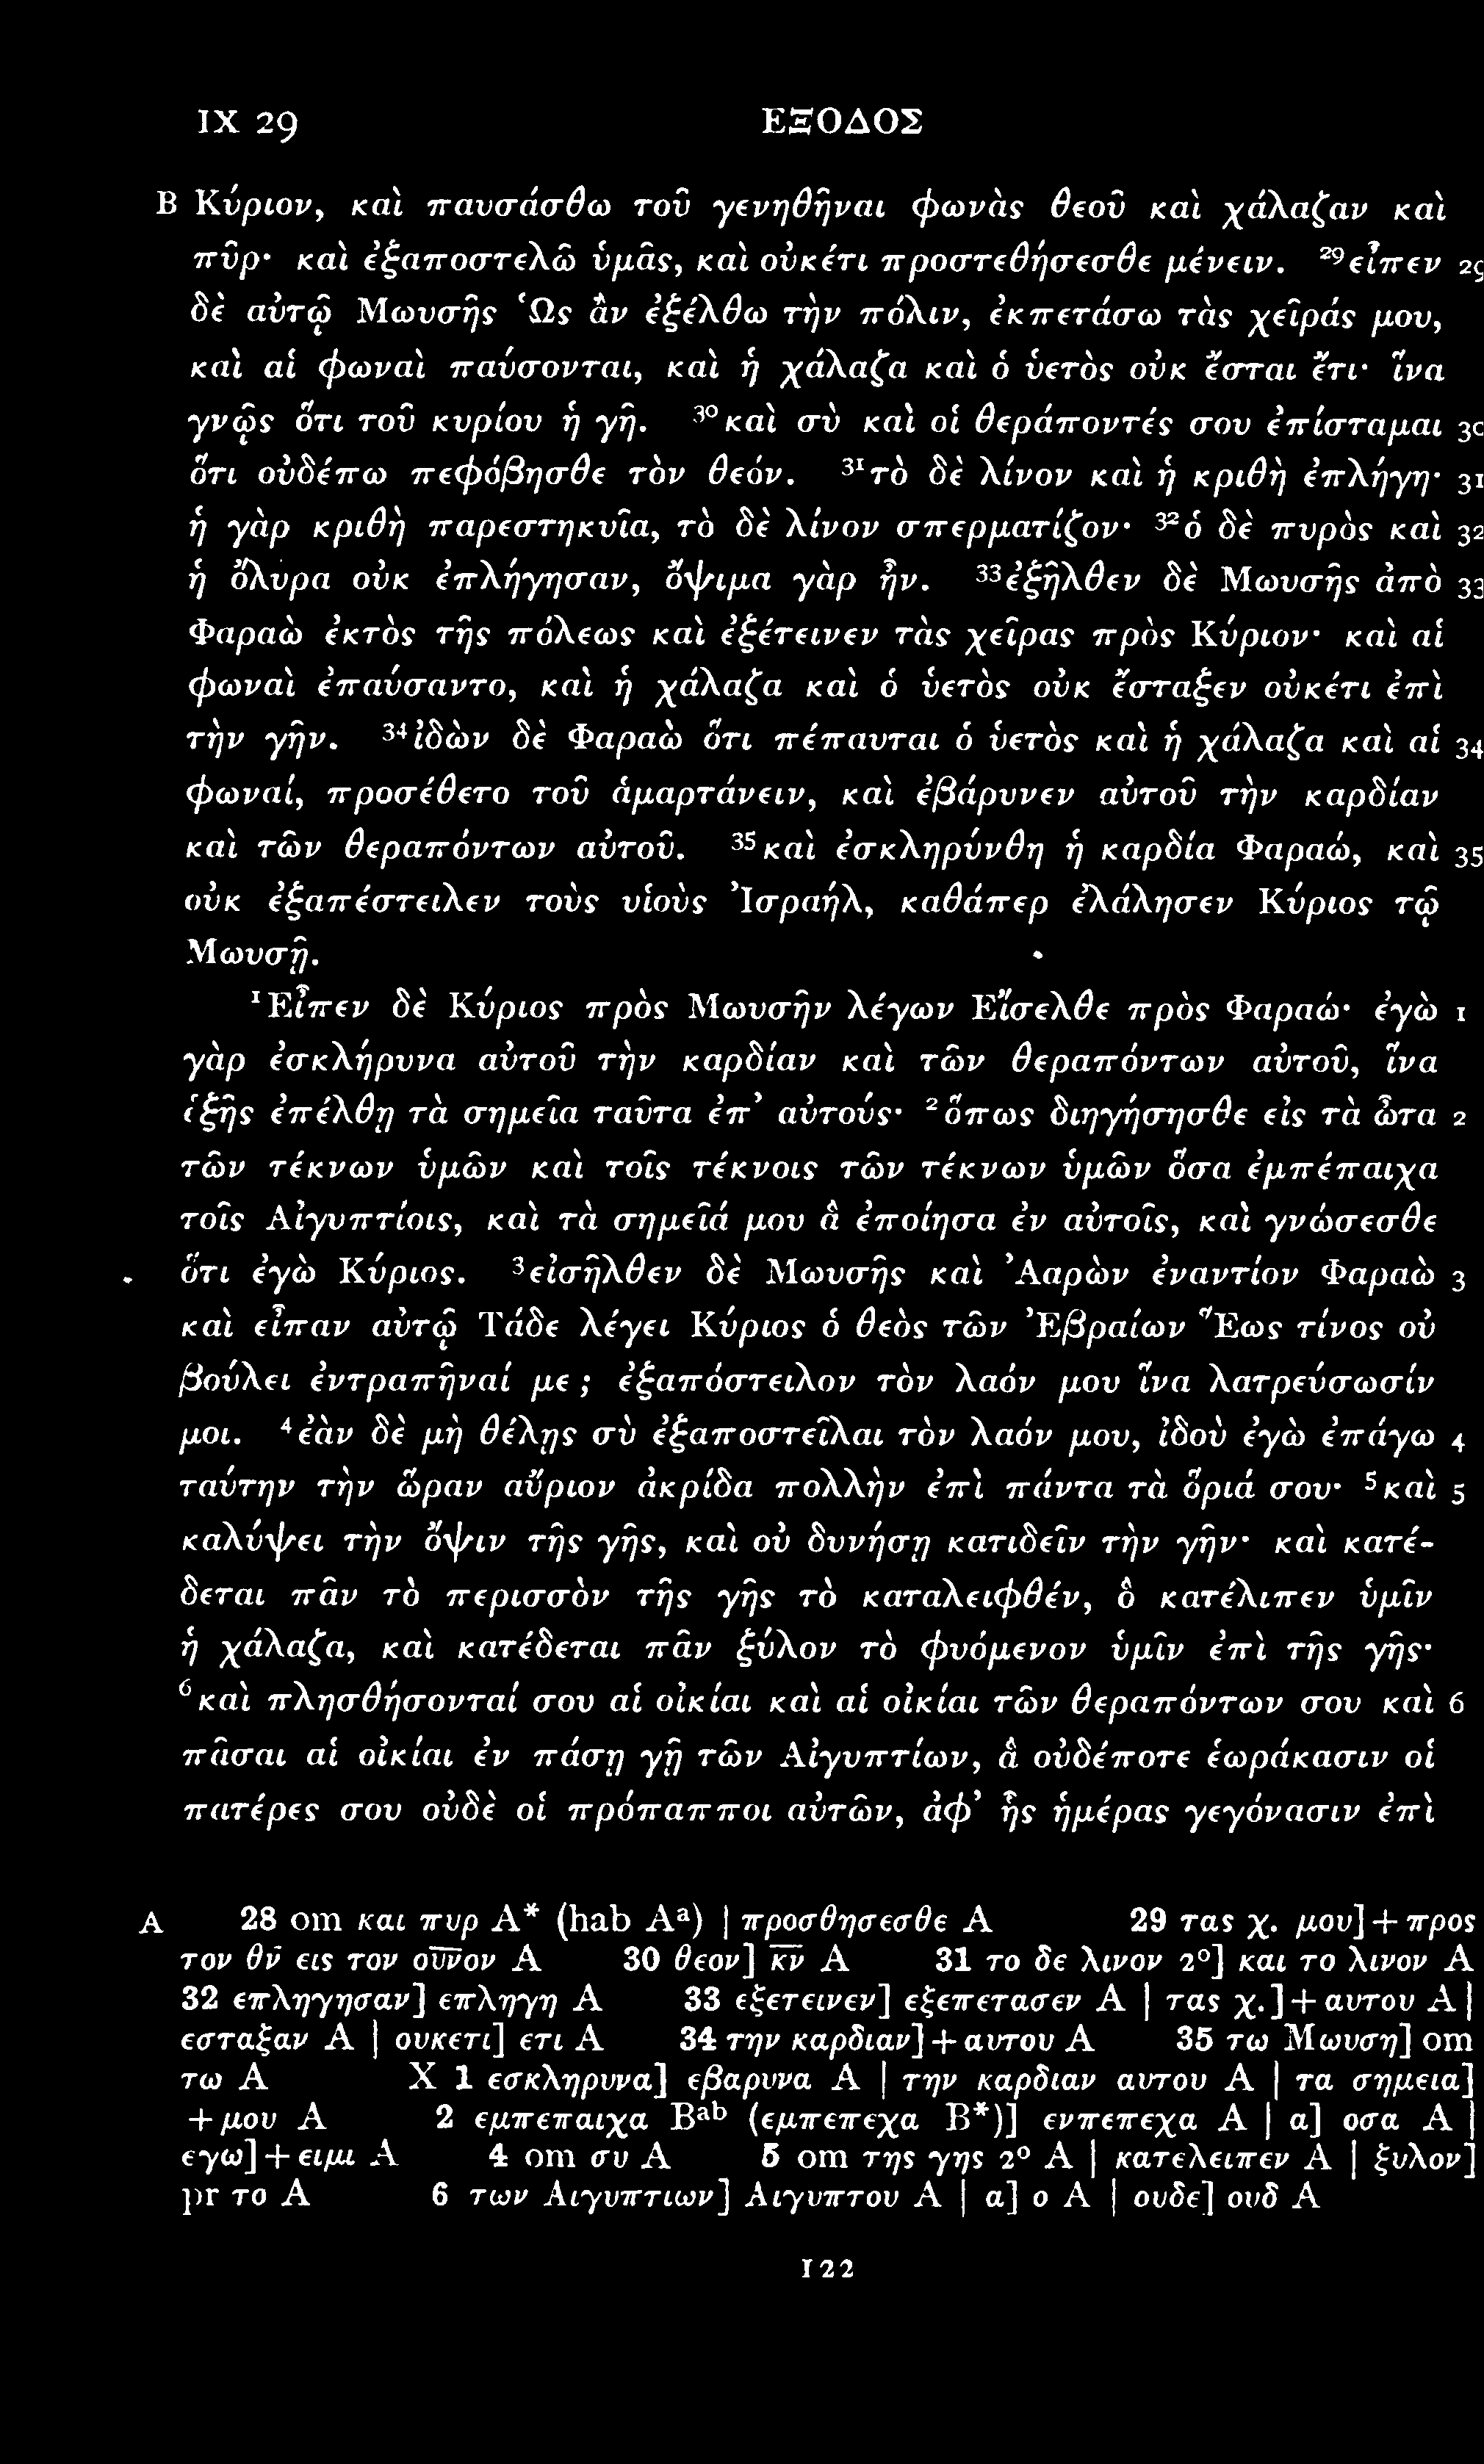 IX 29 ΕΞΟΔΟΣ
B Κύριον, καὶ παυσάσθω τοῦ γενηθῆναι φωνὰς θεοῦ καὶ χάλαζαν καὶ
πῦρ· καὶ ἐξαποστελῶ ὑμᾶς, καὶ οὐκέτι προστεθήσεσθε μένειν. ²⁹εἶπεν 29
δὲ αὐτῷ Μωυσῆς Ὡς ἂν ἐξέλθω τὴν πόλιν, ἐκπετάσω τὰς χεῖράς μου,
καὶ αἱ φωναὶ παύσονται, καὶ ἡ χάλαζα καὶ ὁ ὑετὸς οὐκ ἔσται ἔτι· ἵνα
γνῷς ὅτι τοῦ κυρίου ἡ γῆ. ³⁰καὶ σὺ καὶ οἱ θεράποντές σου ἐπίσταμαι 30
ὅτι οὐδέπω πεφόβησθε τὸν θεόν. ³¹τὸ δὲ λίνον καὶ ἡ κριθὴ ἐπλήγη· 31
ἡ γὰρ κριθὴ παρεστηκυῖα, τὸ δὲ λίνον σπερματίζον· ³²ὁ δὲ πυρὸς καὶ 32
ἡ ὄλυρα οὐκ ἐπλήγησαν, ὄψιμα γὰρ ἦν. ³³ἐξῆλθεν δὲ Μωυσῆς ἀπὸ 33
Φαραὼ ἐκτὸς τῆς πόλεως καὶ ἐξέτεινεν τὰς χεῖρας πρὸς Κύριον· καὶ αἱ
φωναὶ ἐπαύσαντο, καὶ ἡ χάλαζα καὶ ὁ ὑετὸς οὐκ ἔσταξεν οὐκέτι ἐπὶ
τὴν γῆν. ³⁴ἰδὼν δὲ Φαραὼ ὅτι πέπαυται ὁ ὑετὸς καὶ ἡ χάλαζα καὶ αἱ 34
φωναί, προσέθετο τοῦ ἁμαρτάνειν, καὶ ἐβάρυνεν αὐτοῦ τὴν καρδίαν
καὶ τῶν θεραπόντων αὐτοῦ. ³⁵καὶ ἐσκληρύνθη ἡ καρδία Φαραώ, καὶ 35
οὐκ ἐξαπέστειλεν τοὺς υἱοὺς Ἰσραήλ, καθάπερ ἐλάλησεν Κύριος τῷ
Μωυσῇ.
¹Εἶπεν δὲ Κύριος πρὸς Μωυσῆν λέγων Εἴσελθε πρὸς Φαραώ· ἐγὼ 1
γὰρ ἐσκλήρυνα αὐτοῦ τὴν καρδίαν καὶ τῶν θεραπόντων αὐτοῦ, ἵνα
ἑξῆς ἐπέλθῃ τὰ σημεῖα ταῦτα ἐπ’ αὐτούς· ²ὅπως διηγήσησθε εἰς τὰ ὦτα 2
τῶν τέκνων ὑμῶν καὶ τοῖς τέκνοις τῶν τέκνων ὑμῶν ὅσα ἐμπέπαιχα
τοῖς Αἰγυπτίοις, καὶ τὰ σημεῖά μου ἃ ἐποίησα ἐν αὐτοῖς, καὶ γνώσεσθε
ὅτι ἐγὼ Κύριος. ³εἰσῆλθεν δὲ Μωυσῆς καὶ Ἀαρὼν ἐναντίον Φαραὼ 3
καὶ εἶπαν αὐτῷ Τάδε λέγει Κύριος ὁ θεὸς τῶν Ἐβραίων Ἕως τίνος οὐ
βούλει ἐντραπῆναί με ; ἐξαπόστειλον τὸν λαόν μου ἵνα λατρεύσωσίν
μοι. ⁴ἐὰν δὲ μὴ θέλῃς σὺ ἐξαποστεῖλαι τὸν λαόν μου, ἰδοὺ ἐγὼ ἐπάγω 4
ταύτην τὴν ὥραν αὔριον ἀκρίδα πολλὴν ἐπὶ πάντα τὰ ὅριά σου· ⁵καὶ 5
καλύψει τὴν ὄψιν τῆς γῆς, καὶ οὐ δυνήσῃ κατιδεῖν τὴν γῆν· καὶ κατέ-
δεται πᾶν τὸ περισσὸν τῆς γῆς τὸ καταλειφθέν, ὃ κατέλιπεν ὑμῖν
ἡ χάλαζα, καὶ κατέδεται πᾶν ξύλον τὸ φυόμενον ὑμῖν ἐπὶ τῆς γῆς·
⁶καὶ πλησθήσονταί σου αἱ οἰκίαι καὶ αἱ οἰκίαι τῶν θεραπόντων σου καὶ 6
πᾶσαι αἱ οἰκίαι ἐν πάσῃ γῇ τῶν Αἰγυπτίων, ἃ οὐδέποτε ἑωράκασιν οἱ
πατέρες σου οὐδὲ οἱ πρόπαπποι αὐτῶν, ἀφ’ ἧς ἡμέρας γεγόνασιν ἐπὶ
A 28 om και πυρ A* (hab Aᵃ) | προσθησεσθε A 29 τας χ. μου]+προς
τον θ̅ν̅ εις τον ου̅ν̅ον A 30 θεον] κ̅ν̅ A 31 το δε λινον 2°] και το λινον A
32 επληγησαν] επληγη A 33 εξετεινεν] εξεπετασεν A | τας χ.]+αυτου A |
εσταξαν A | ουκετι] ετι A 34 την καρδιαν]+αυτου A 35 τω Μωυση] om
τω A X 1 εσκληρυνα] εβαρυνα A | την καρδιαν αυτου A | τα σημεια]
+μου A 2 εμπεπαιχα Bᵃᵇ (εμπεπεχα B*)] ενπεπεχα A | α] οσα A |
εγω]+ειμι A 4 om συ A 5 om της γης 2° A | κατελειπεν A | ξυλον]
pr το A 6 των Αιγυπτιων] Αιγυπτου A | α] ο A | ουδε] ουδ A
122